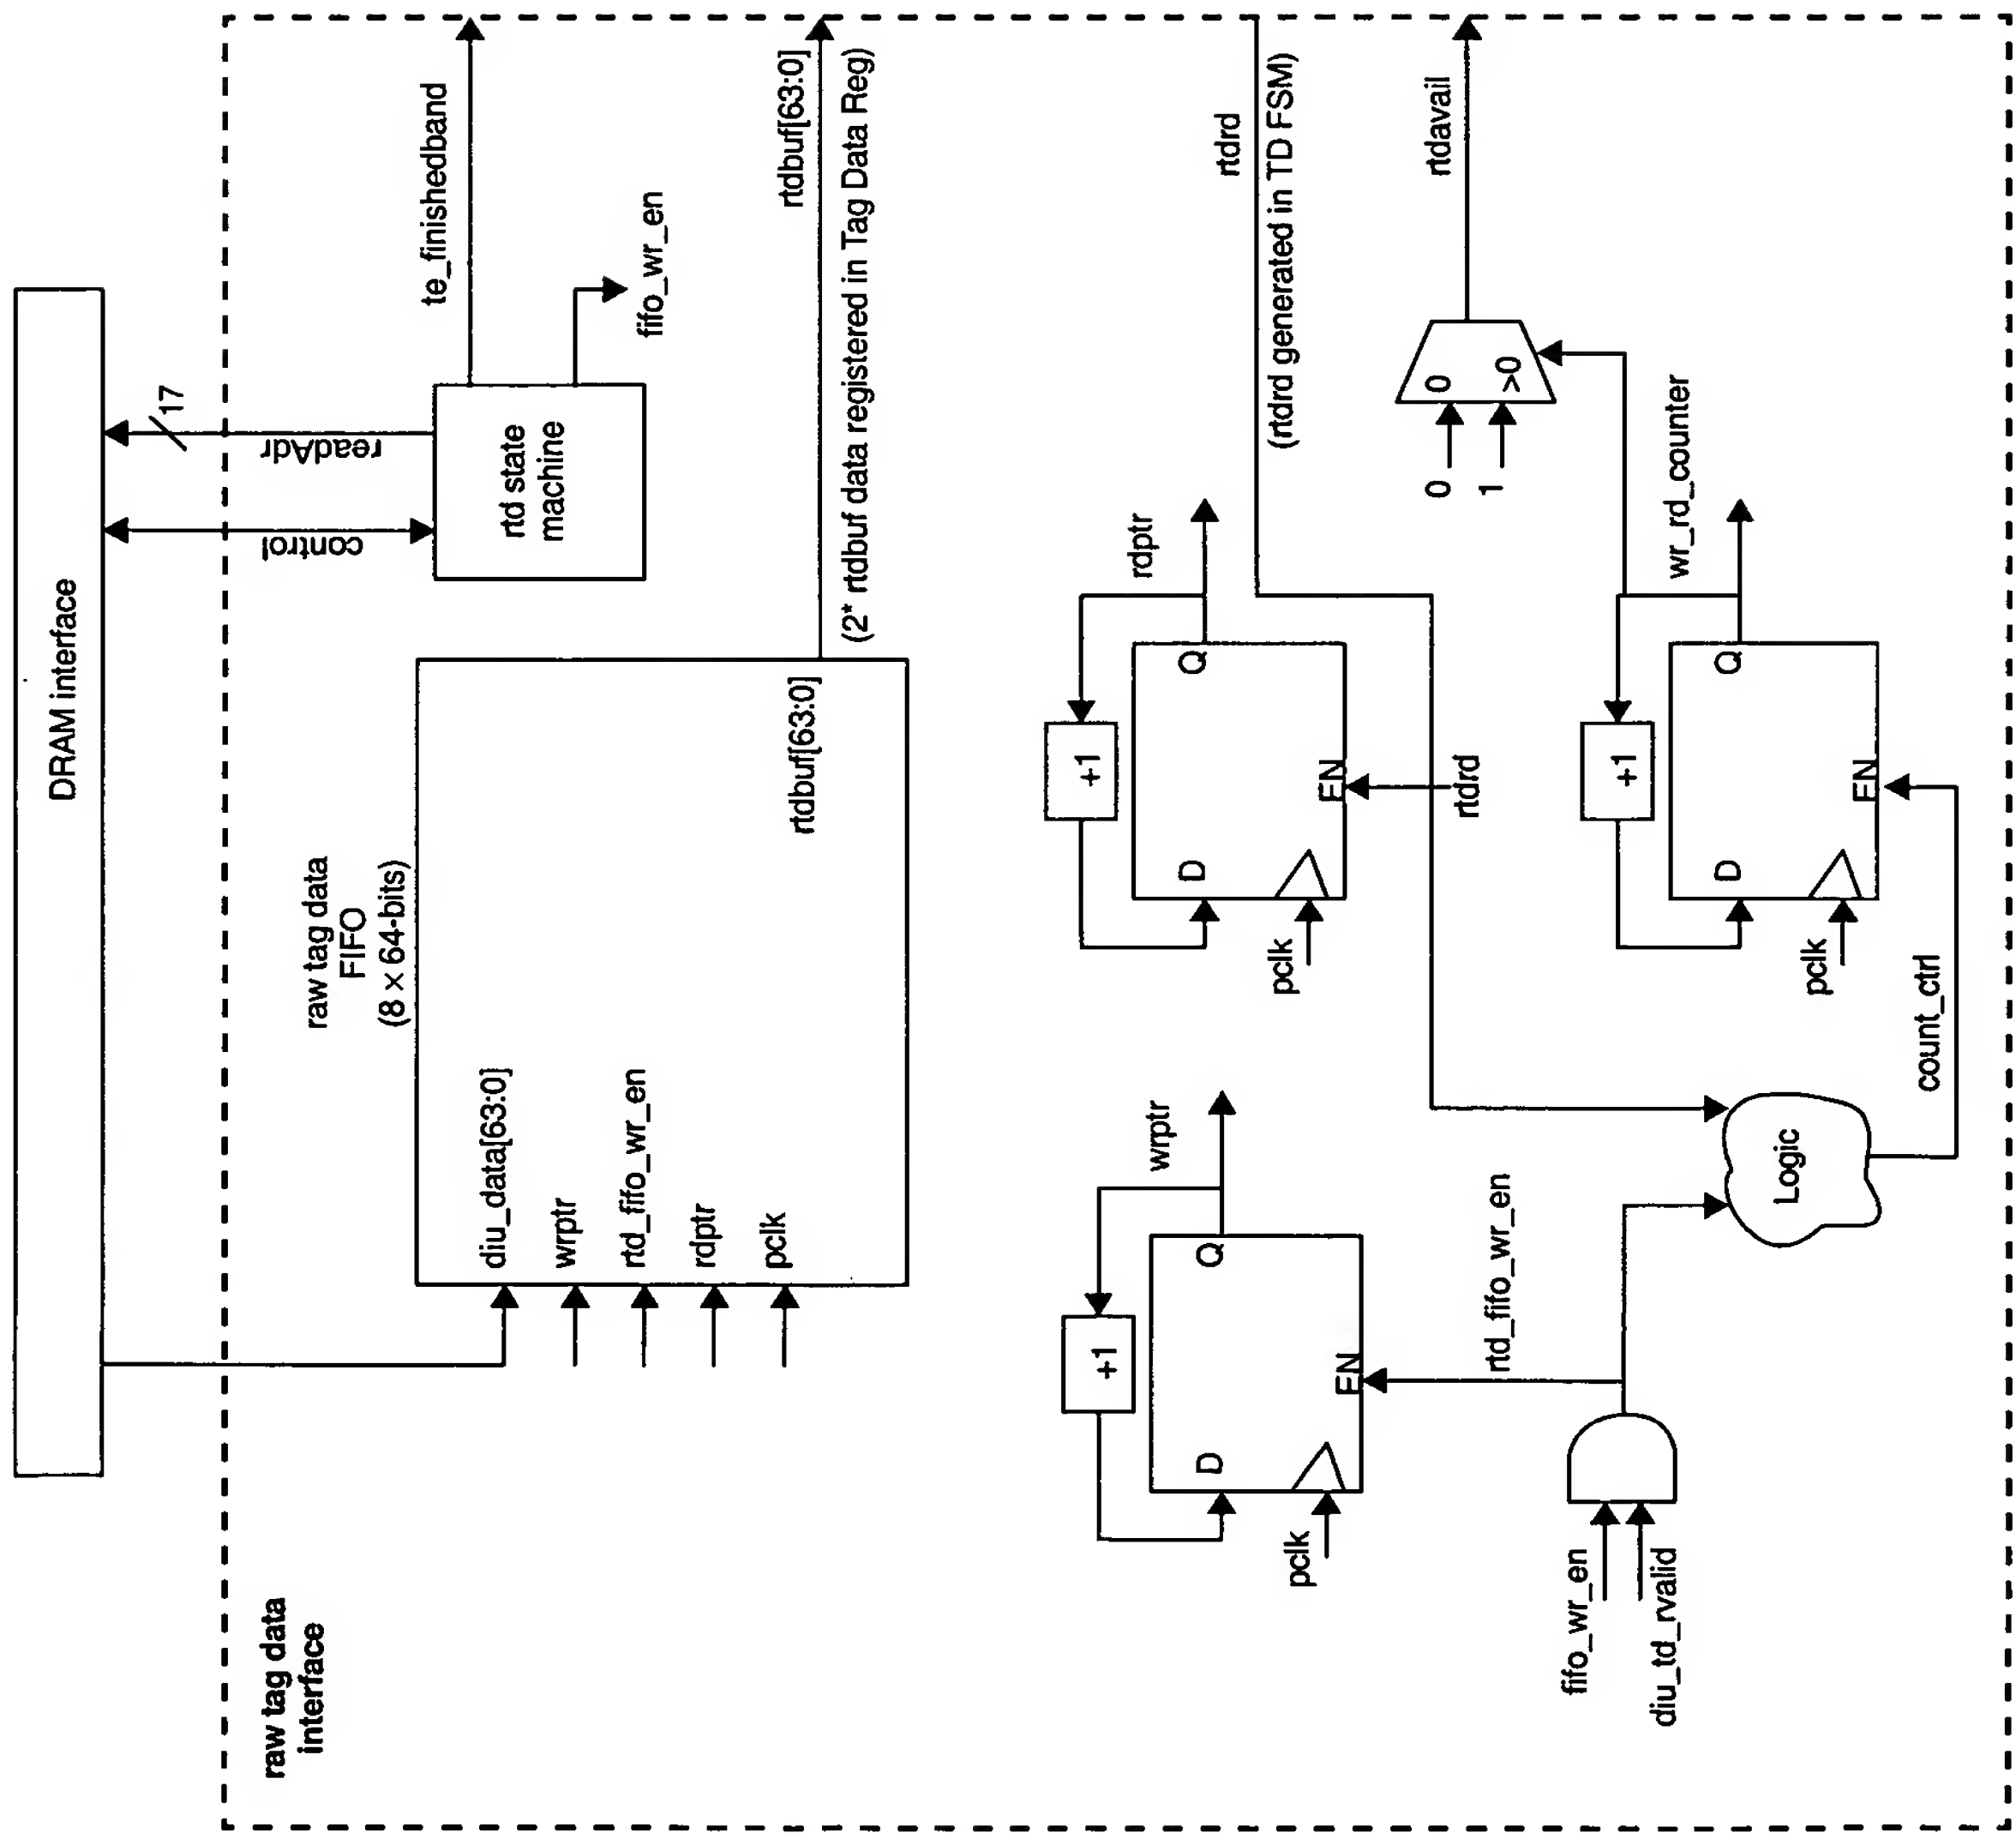 DRAM interface
control
readAdr
17
raw tag data
interface
raw tag data
FIFO
(8 × 64-bits)
diu_data[63:0]
wrptr
rtd_fifo_wr_en
rdptr
pclk
rtdbuf[63:0]
rtd state
machine
te_finishedband
fifo_wr_en
rtdbuf[63:0]
(2* rtdbuf data registered in Tag Data Reg)
+1
D
Q
EN
pclk
wrptr
+1
D
Q
EN
pclk
rdptr
rtdrd
rtdrd
(rtdrd generated in TD FSM)
rtd_fifo_wr_en
fifo_wr_en
diu_td_rvalid
Logic
count_ctrl
+1
D
Q
EN
pclk
wr_rd_counter
0
1
0
>0
rtdavail